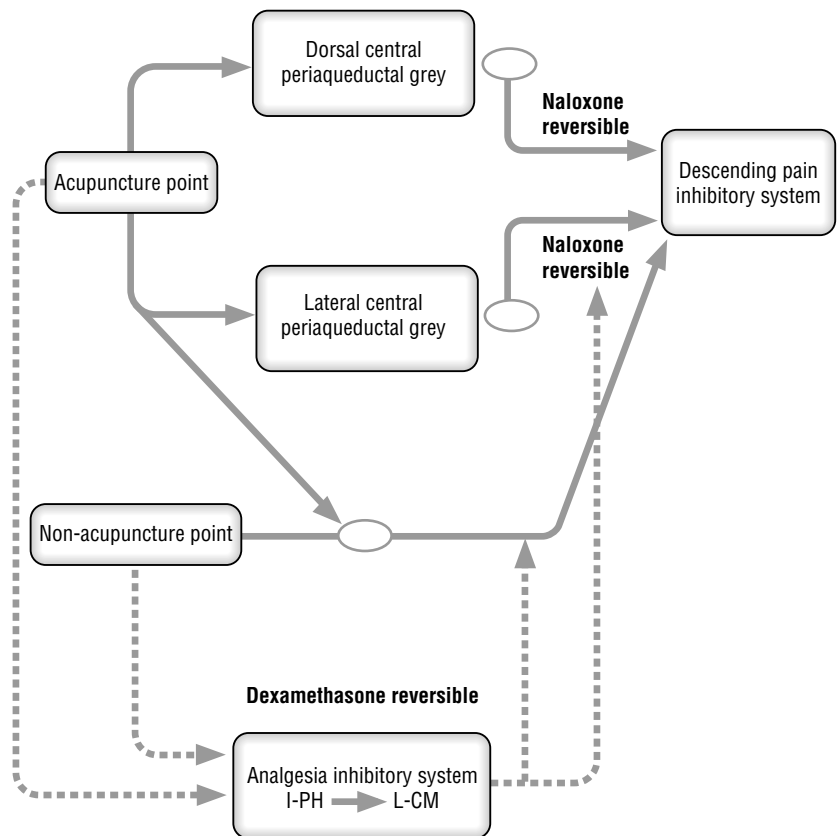 Dorsal central
periaqueductal grey
Naloxone
reversible
Acupuncture point
Descending pain
inhibitory system
Naloxone
reversible
Lateral central
periaqueductal grey
Non-acupuncture point
Dexamethasone reversible
Analgesia inhibitory system
I-PH L-CM